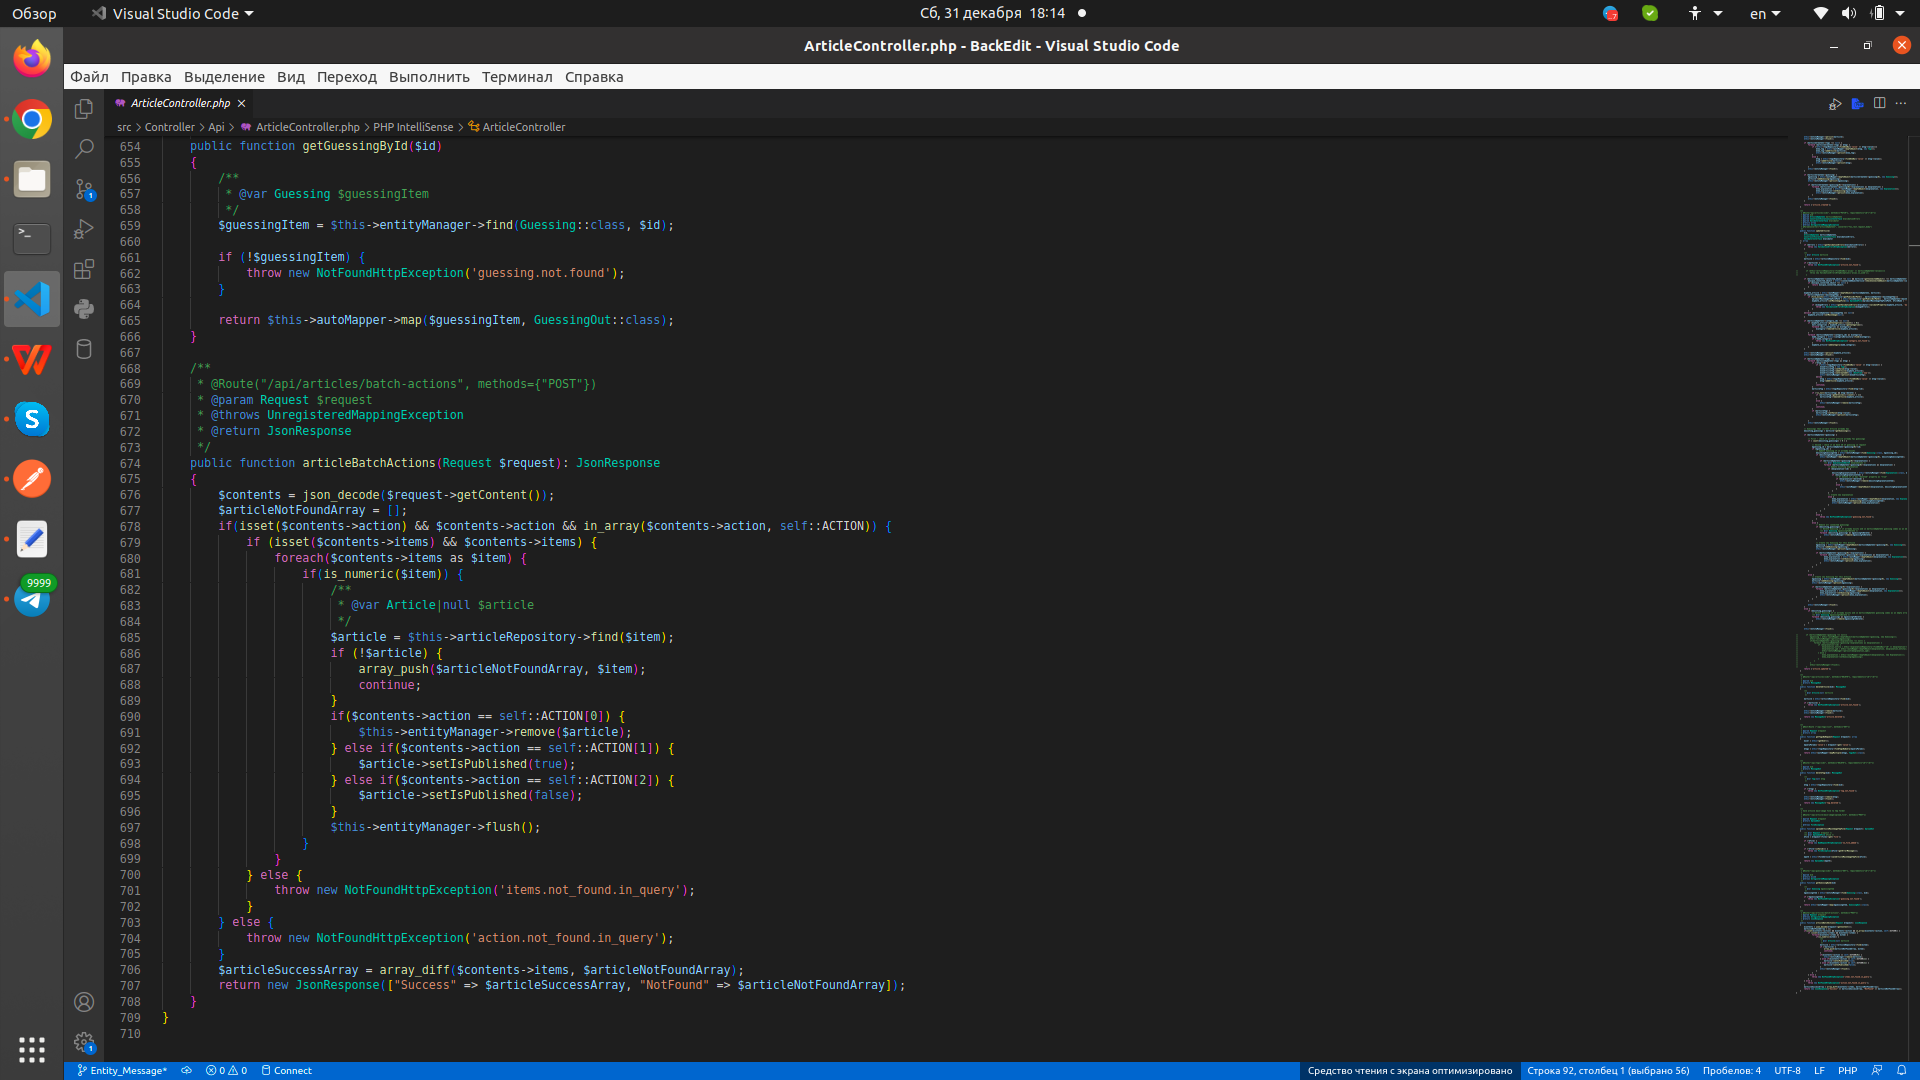 Обзор
Visual Studio Code
Сб, 31 декабря 18:14
en
ArticleController.php - BackEdit - Visual Studio Code
Файл Правка Выделение Вид Переход Выполнить Терминал Справка
ArticleController.php
src > Controller > Api > ArticleController.php > PHP IntelliSense > ArticleController
654 public function getGuessingById($id)
655 {
656 /**
657 * @var Guessing $guessingItem
658 */
659 $guessingItem = $this->entityManager->find(Guessing::class, $id);
660
661 if (!$guessingItem) {
662 throw new NotFoundHttpException('guessing.not.found');
663 }
664
665 return $this->autoMapper->map($guessingItem, GuessingOut::class);
666 }
667
668 /**
669 * @Route("/api/articles/batch-actions", methods={"POST"})
670 * @param Request $request
671 * @throws UnregisteredMappingException
672 * @return JsonResponse
673 */
674 public function articleBatchActions(Request $request): JsonResponse
675 {
676 $contents = json_decode($request->getContent());
677 $articleNotFoundArray = [];
678 if(isset($contents->action) && $contents->action && in_array($contents->action, self::ACTION)) {
679 if (isset($contents->items) && $contents->items) {
680 foreach($contents->items as $item) {
681 if(is_numeric($item)) {
682 /**
683 * @var Article|null $article
684 */
685 $article = $this->articleRepository->find($item);
686 if (!$article) {
687 array_push($articleNotFoundArray, $item);
688 continue;
689 }
690 if($contents->action == self::ACTION[0]) {
691 $this->entityManager->remove($article);
692 } else if($contents->action == self::ACTION[1]) {
693 $article->setIsPublished(true);
694 } else if($contents->action == self::ACTION[2]) {
695 $article->setIsPublished(false);
696 }
697 $this->entityManager->flush();
698 }
699 }
700 } else {
701 throw new NotFoundHttpException('items.not_found.in_query');
702 }
703 } else {
704 throw new NotFoundHttpException('action.not_found.in_query');
705 }
706 $articleSuccessArray = array_diff($contents->items, $articleNotFoundArray);
707 return new JsonResponse(["Success" => $articleSuccessArray, "NotFound" => $articleNotFoundArray]);
708 }
709 }
710
9999
Entity_Message* 0 0 Connect
Средство чтения с экрана оптимизировано Строка 92, столбец 1 (выбрано 56) Пробелов: 4 UTF-8 LF PHP